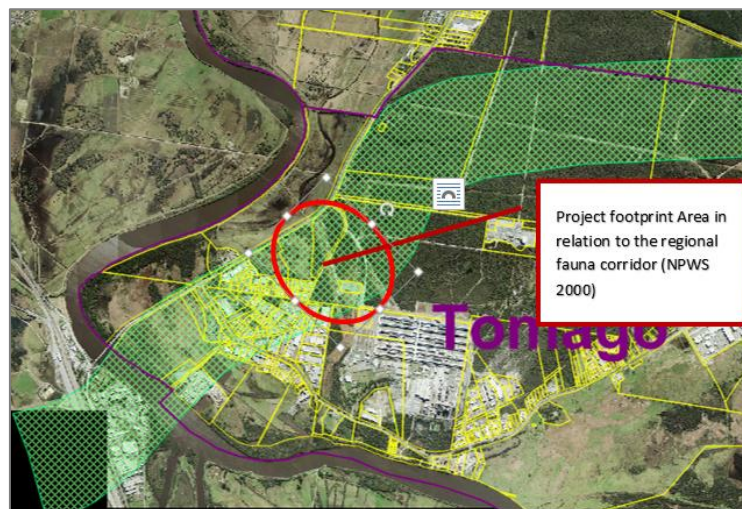 Project footprint Area in
relation to the regional
fauna corridor (NPWS
2000)
Tomago